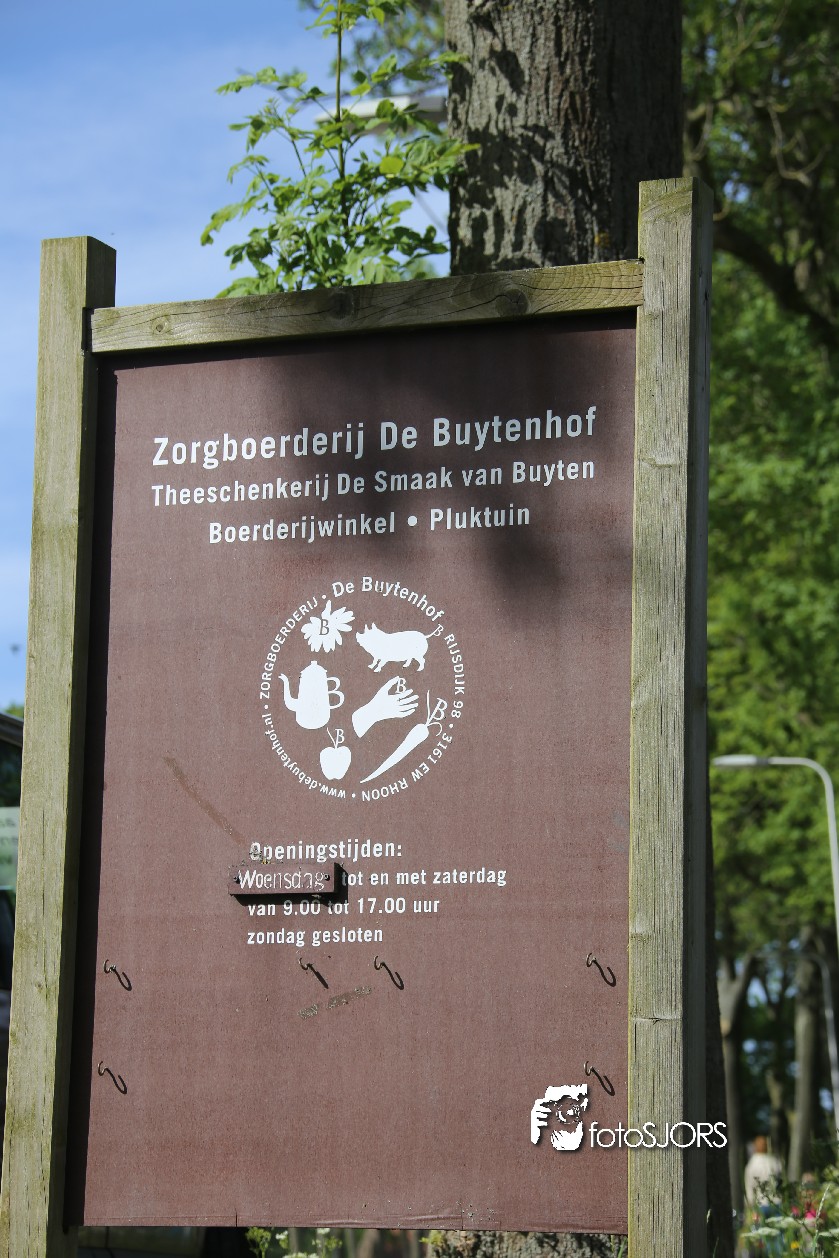 Zorgboerderij De Buytenhof
Theeschenkerij De Smaak van Buyten
Boerderijwinkel • Pluktuin
ZORGBOERDERIJ • De Buytenhof
RIJSDIJK 98 • 3161 EW RHOON •
www.debuytenhof.nl •
B
B
B
B
B
B
Openingstijden:
Woensdag tot en met zaterdag
van 9.00 tot 17.00 uur
zondag gesloten
fotoSJORS